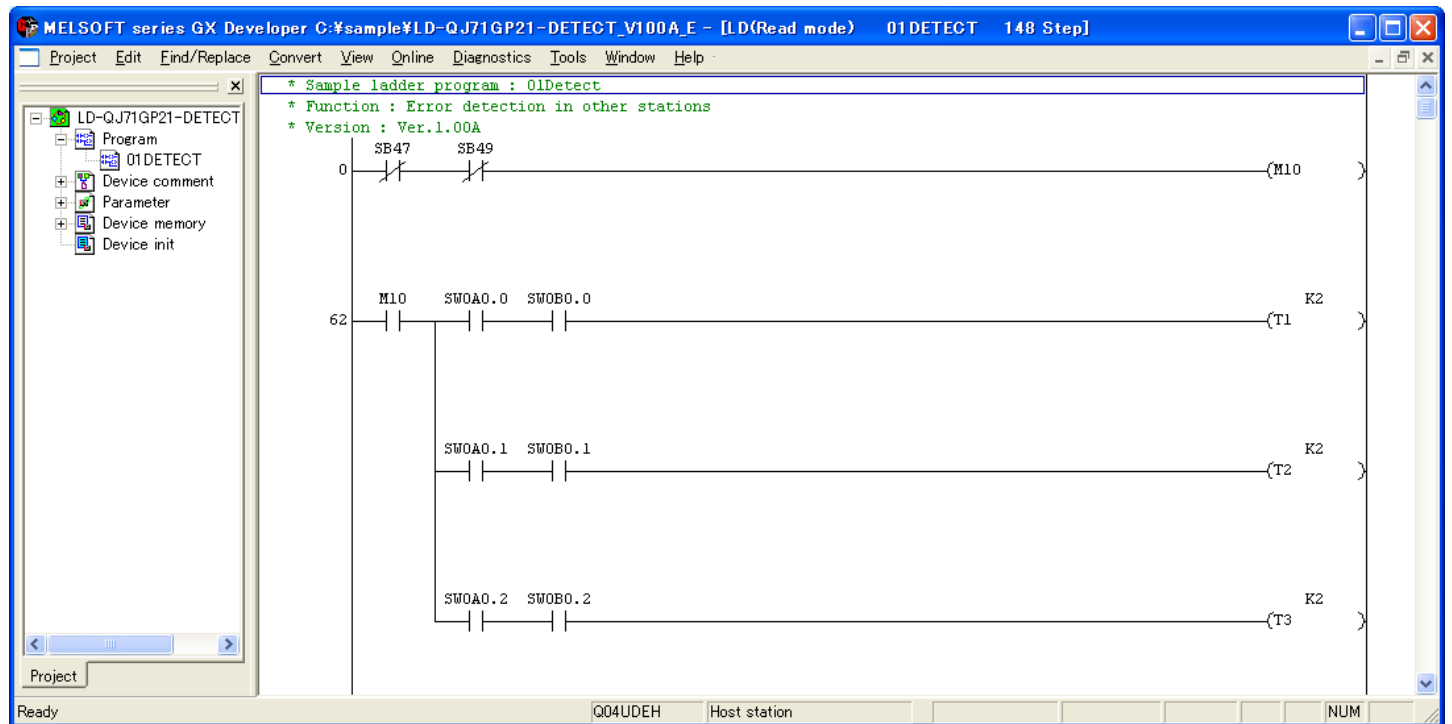 MELSOFT series GX Developer C:¥sample¥LD-QJ71GP21-DETECT_V100A_E - [LD(Read mode) 01DETECT 148 Step]
Project Edit Find/Replace Convert View Online Diagnostics Tools Window Help
LD-QJ71GP21-DETECT
Program
01DETECT
Device comment
Parameter
Device memory
Device init
Project
* Sample ladder program : 01Detect
* Function : Error detection in other stations
* Version : Ver.1.00A
SB47 SB49
0 (M10 )
M10 SW0A0.0 SW0B0.0 K2
62 (T1 )
SW0A0.1 SW0B0.1 K2
(T2 )
SW0A0.2 SW0B0.2 K2
(T3 )
Ready Q04UDEH Host station NUM